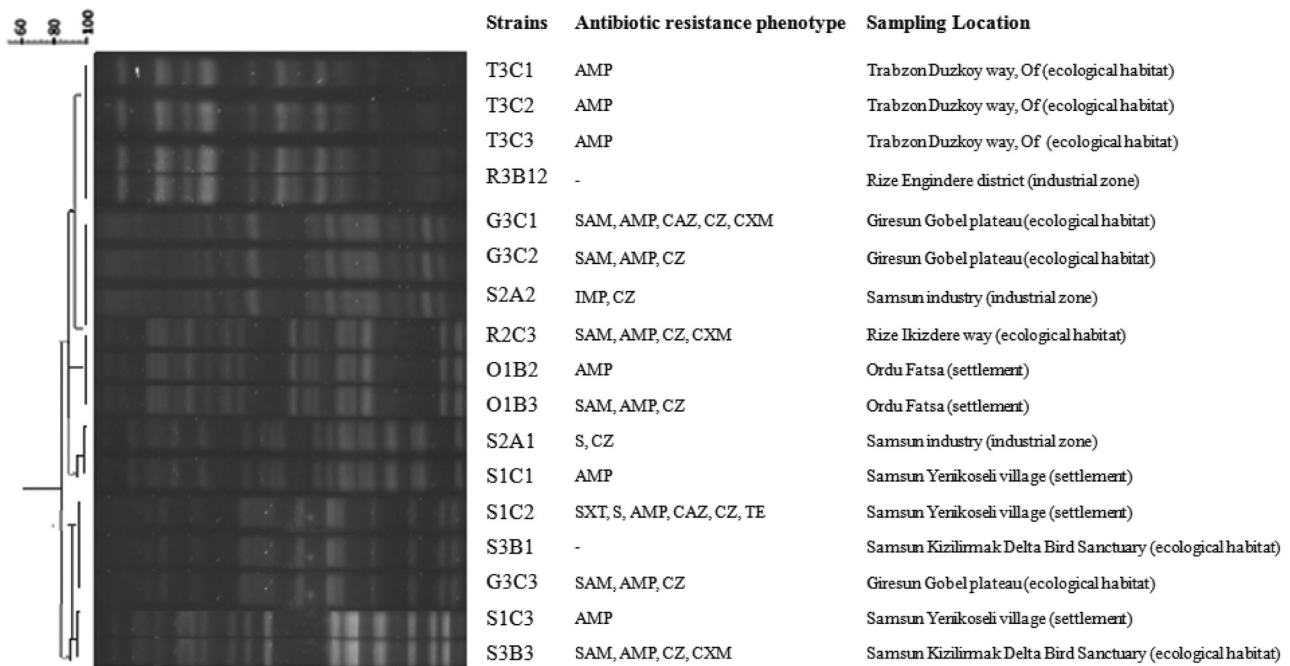 60 80 100
Strains Antibiotic resistance phenotype Sampling Location
T3C1 AMP Trabzon Duzkoy way, Of (ecological habitat)
T3C2 AMP Trabzon Duzkoy way, Of (ecological habitat)
T3C3 AMP Trabzon Duzkoy way, Of (ecological habitat)
R3B12 - Rize Engindere district (industrial zone)
G3C1 SAM, AMP, CAZ, CZ, CXM Giresun Gobel plateau (ecological habitat)
G3C2 SAM, AMP, CZ Giresun Gobel plateau (ecological habitat)
S2A2 IMP, CZ Samsun industry (industrial zone)
R2C3 SAM, AMP, CZ, CXM Rize Ikizdere way (ecological habitat)
O1B2 AMP Ordu Fatsa (settlement)
O1B3 SAM, AMP, CZ Ordu Fatsa (settlement)
S2A1 S, CZ Samsun industry (industrial zone)
S1C1 AMP Samsun Yenikoseli village (settlement)
S1C2 SXT, S, AMP, CAZ, CZ, TE Samsun Yenikoseli village (settlement)
S3B1 - Samsun Kizilirmak Delta Bird Sanctuary (ecological habitat)
G3C3 SAM, AMP, CZ Giresun Gobel plateau (ecological habitat)
S1C3 AMP Samsun Yenikoseli village (settlement)
S3B3 SAM, AMP, CZ, CXM Samsun Kizilirmak Delta Bird Sanctuary (ecological habitat)